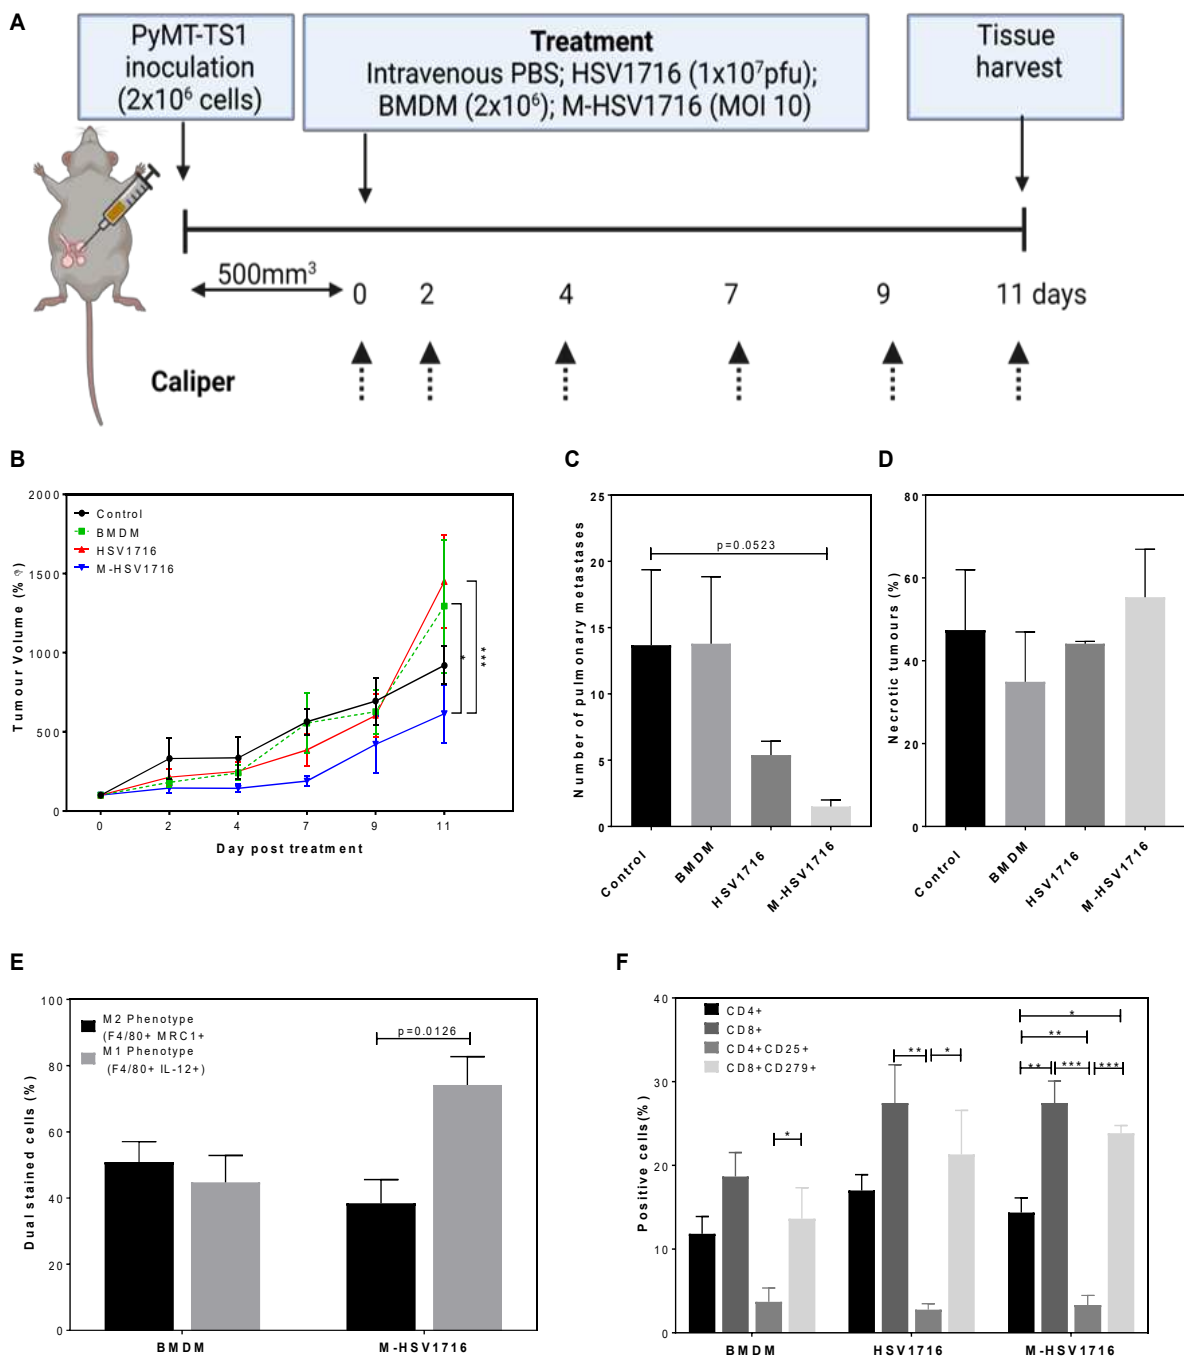 A
PyMT-TS1
inoculation
(2x10⁶ cells)
Treatment
Intravenous PBS; HSV1716 (1x10⁷pfu);
BMDM (2x10⁶); M-HSV1716 (MOI 10)
Tissue
harvest
500mm³
0 2 4 7 9 11 days
Caliper
B
Tumour Volume (%)
2000
1500
1000
500
0
Control
BMDM
HSV1716
M-HSV1716
*
***
0 2 4 7 9 11
Day post treatment
C
Number of pulmonary metastases
25
20
15
10
5
0
p=0.0523
Control
BMDM
HSV1716
M-HSV1716
D
Necrotic tumours (%)
80
60
40
20
0
Control
BMDM
HSV1716
M-HSV1716
E
Dual stained cells (%)
100
80
60
40
20
0
M2 Phenotype
(F4/80+ MRC1+
M1 Phenotype
(F4/80+ IL-12+)
p=0.0126
BMDM M-HSV1716
F
Positive cells(%)
40
30
20
10
0
CD4+
CD8+
CD4+CD25+
CD8+CD279+
*
** *
*
**
** *** ***
BMDM HSV1716 M-HSV1716